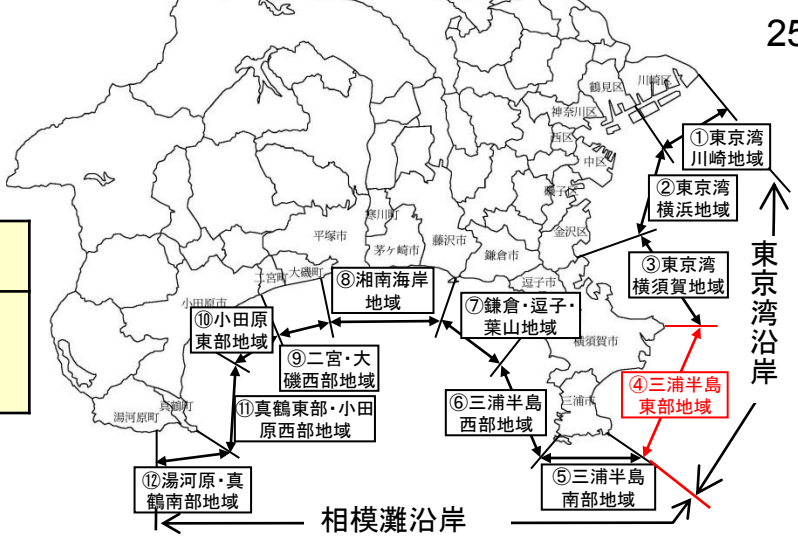 25
鶴見区
川崎区
神奈川区
西区
中区
磯子区
金沢区
①東京湾
川崎地域
②東京湾
横浜地域
③東京湾
横須賀地域
東京湾沿岸
寒川町
平塚市
茅ヶ崎市
藤沢市
鎌倉市
逗子市
二宮町
大磯町
小田原市
⑧湘南海岸
地域
⑦鎌倉・逗子・
葉山地域
横須賀市
⑩小田原
東部地域
⑨二宮・大
磯西部地域
④三浦半島
東部地域
三浦市
⑥三浦半島
西部地域
真鶴町
湯河原町
⑪真鶴東部・小田
原西部地域
⑫湯河原・真
鶴南部地域
⑤三浦半島
南部地域
相模灘沿岸